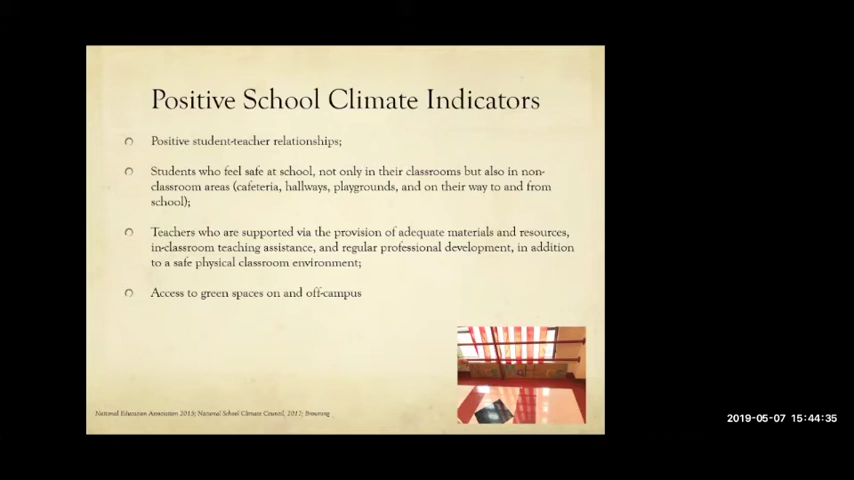 Positive School Climate Indicators
Positive student-teacher relationships;
Students who feel safe at school, not only in their classrooms but also in non-
classroom areas (cafeteria, hallways, playgrounds, and on their way to and from
school);
Teachers who are supported via the provision of adequate materials and resources,
in-classroom teaching assistance, and regular professional development, in addition
to a safe physical classroom environment;
Access to green spaces on and off-campus
National Education Association 2013; National School Climate Council, 2017; Browning
2019-05-07 15:44:35